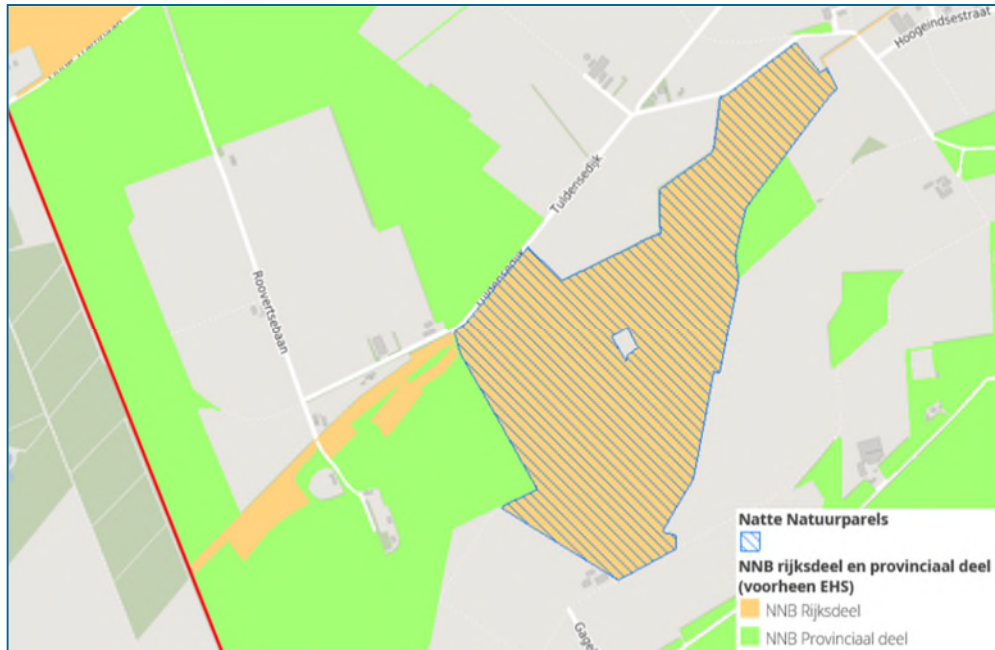 Hoogeindsestraat
Tuldensedijk
Tuldensedijk
Roovertsebaan
Natte Natuurparels
NNB rijksdeel en provinciaal deel
(voorheen EHS)
NNB Rijksdeel
NNB Provinciaal deel